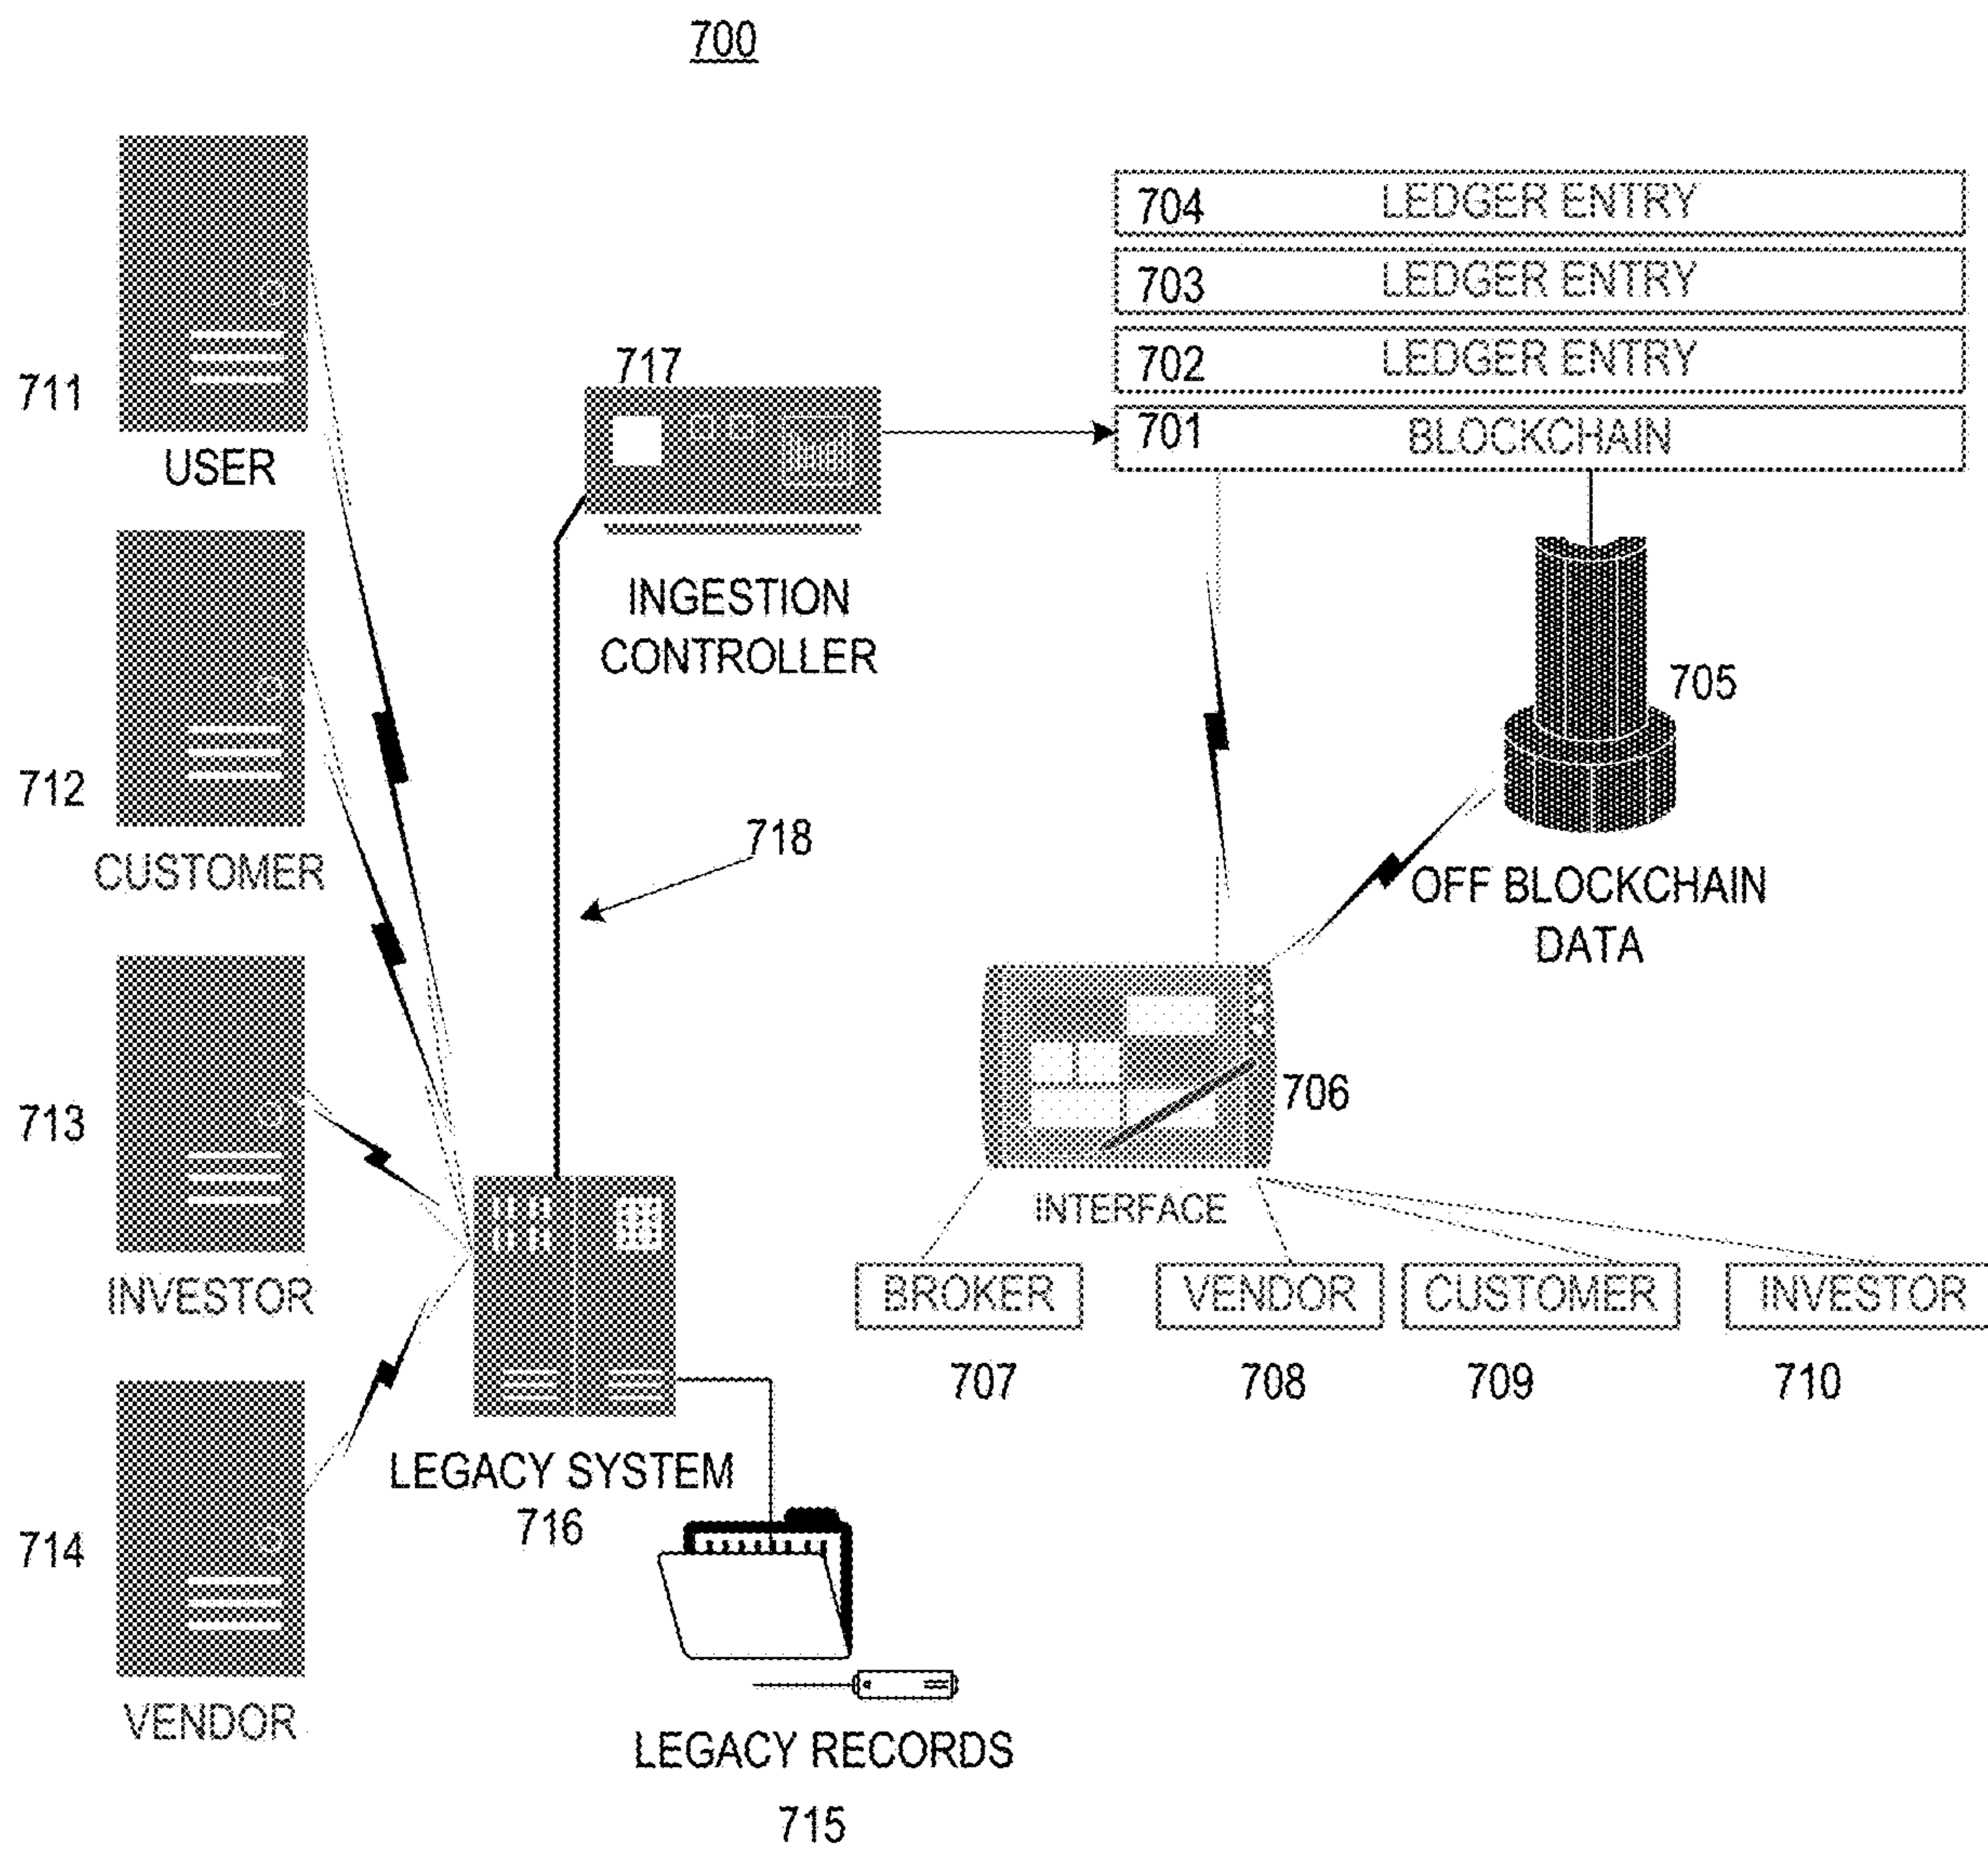 700
704 LEDGER ENTRY
703 LEDGER ENTRY
702 LEDGER ENTRY
701 BLOCKCHAIN
717
711
USER
INGESTION
CONTROLLER
705
712
CUSTOMER
718
OFF BLOCKCHAIN
DATA
706
713
INTERFACE
INVESTOR
BROKER
VENDOR
CUSTOMER
INVESTOR
707
708
709
710
LEGACY SYSTEM
716
714
VENDOR
LEGACY RECORDS
715